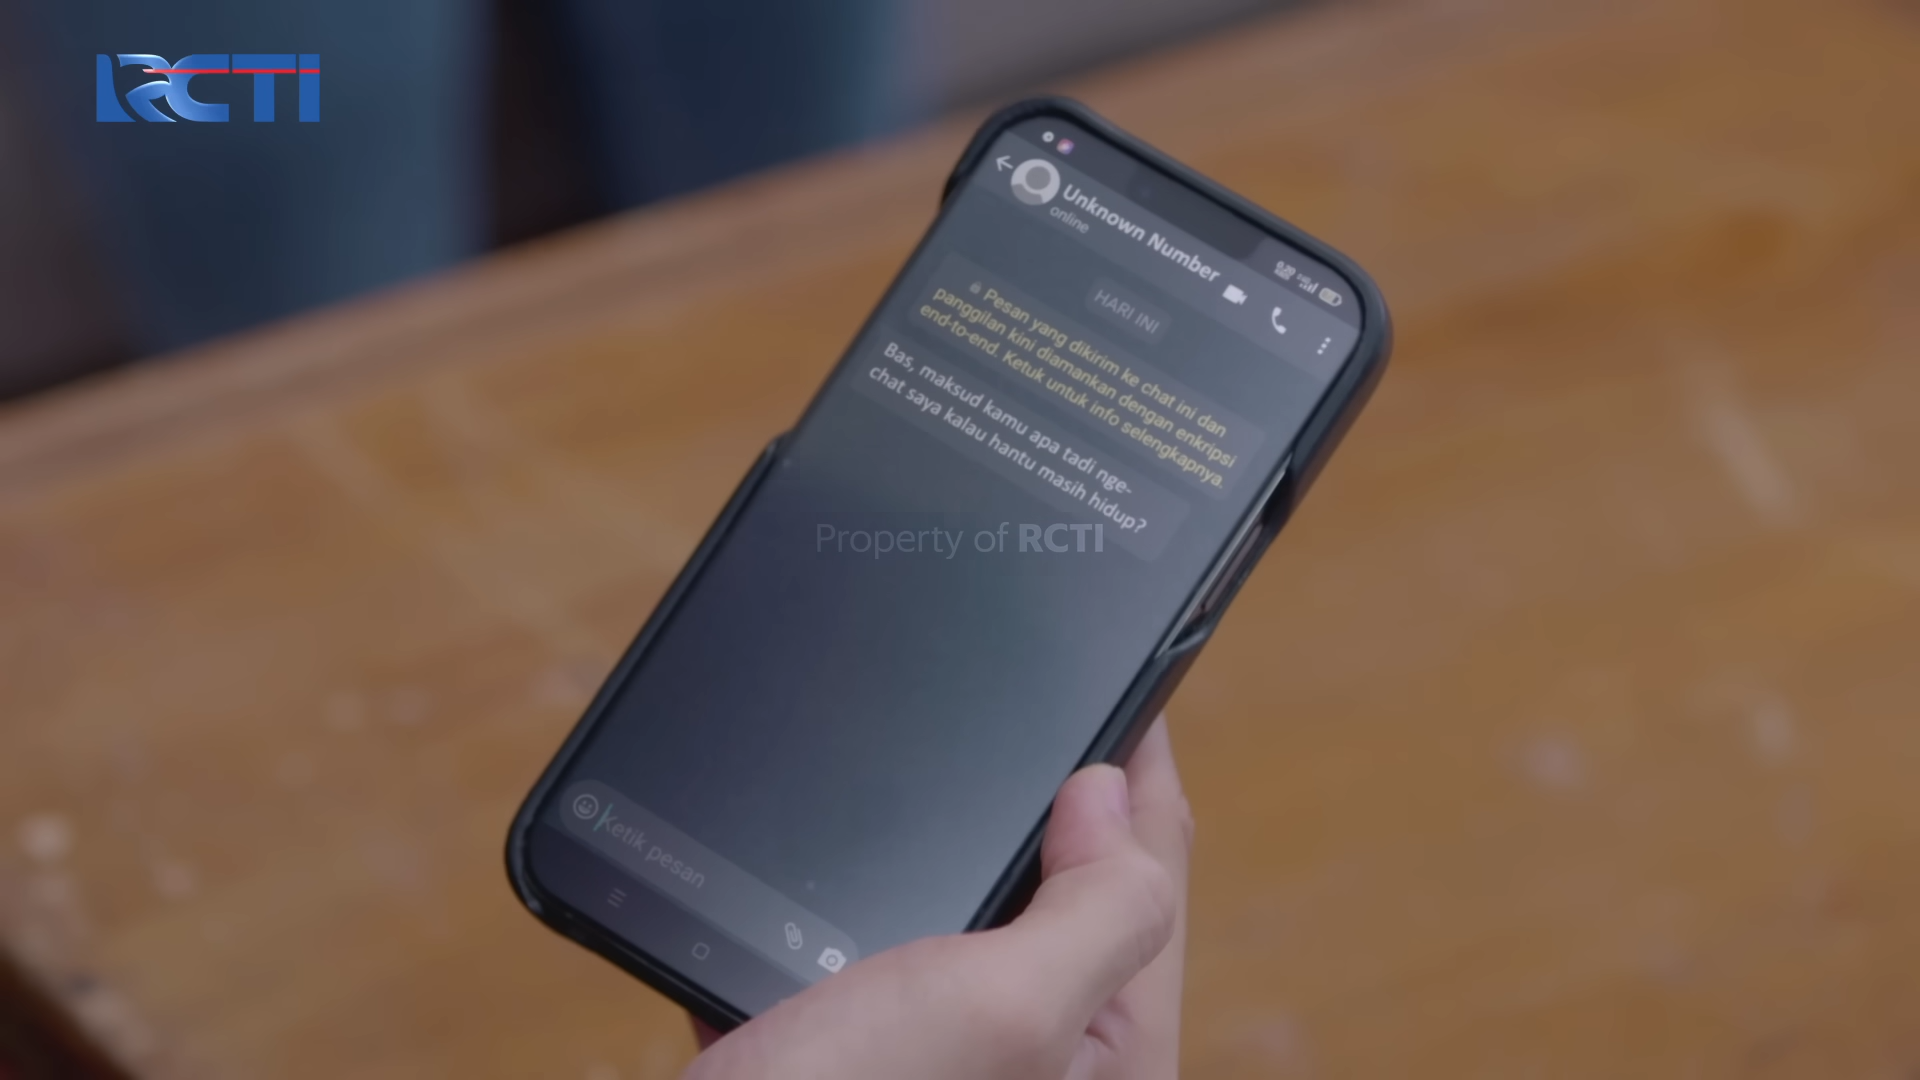 RCTI
Unknown Number
online
HARI INI
Pesan yang dikirim ke chat ini dan
panggilan kini diamankan dengan enkripsi
end-to-end. Ketuk untuk info selengkapnya.
Bas, maksud kamu apa tadi nge-
chat saya kalau hantu masih hidup?
Property of RCTI
Ketik pesan